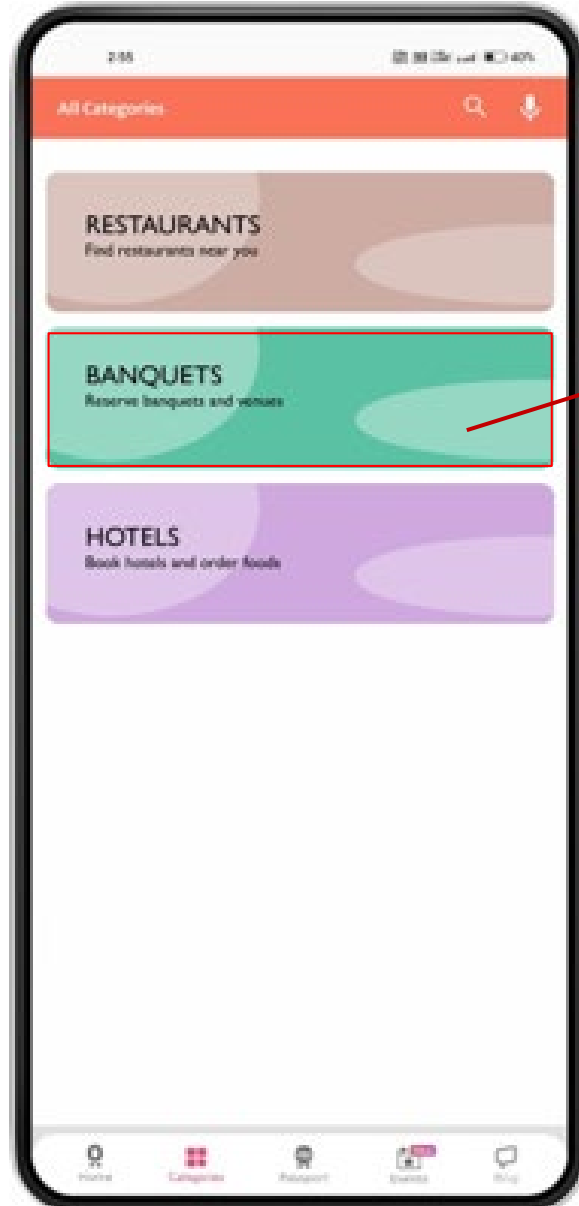 2:55
40%
All Categories
RESTAURANTS
Find restaurants near you
BANQUETS
Reserve banquets and venues
HOTELS
Book hotels and order foods
Home
Categories
Passport
Events
Blog